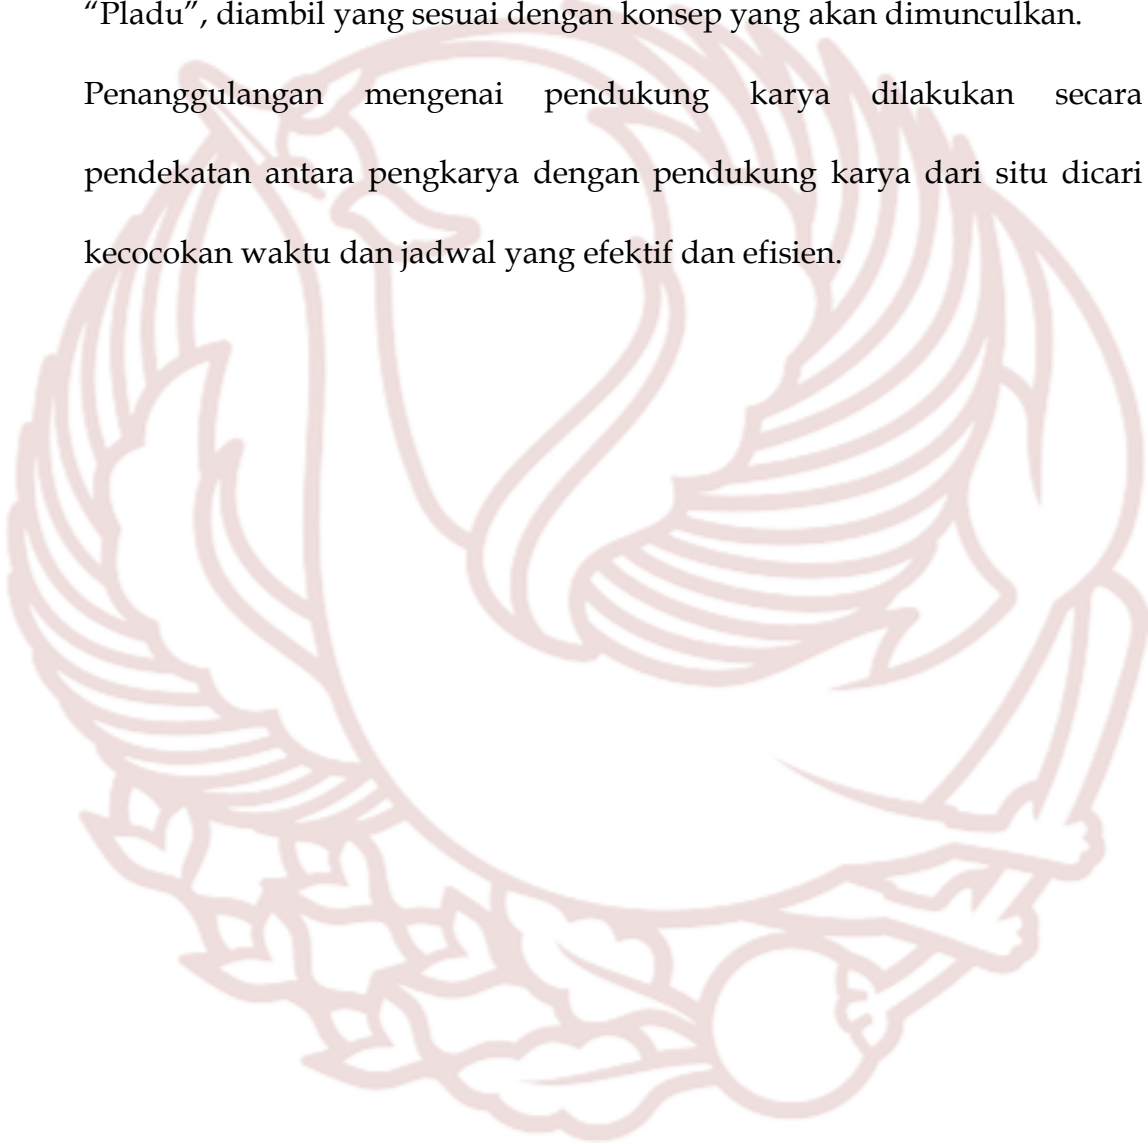 “Pladu”, diambil yang sesuai dengan konsep yang akan dimunculkan.
Penanggulangan mengenai pendukung karya dilakukan secara
pendekatan antara pengkarya dengan pendukung karya dari situ dicari
kecocokan waktu dan jadwal yang efektif dan efisien.